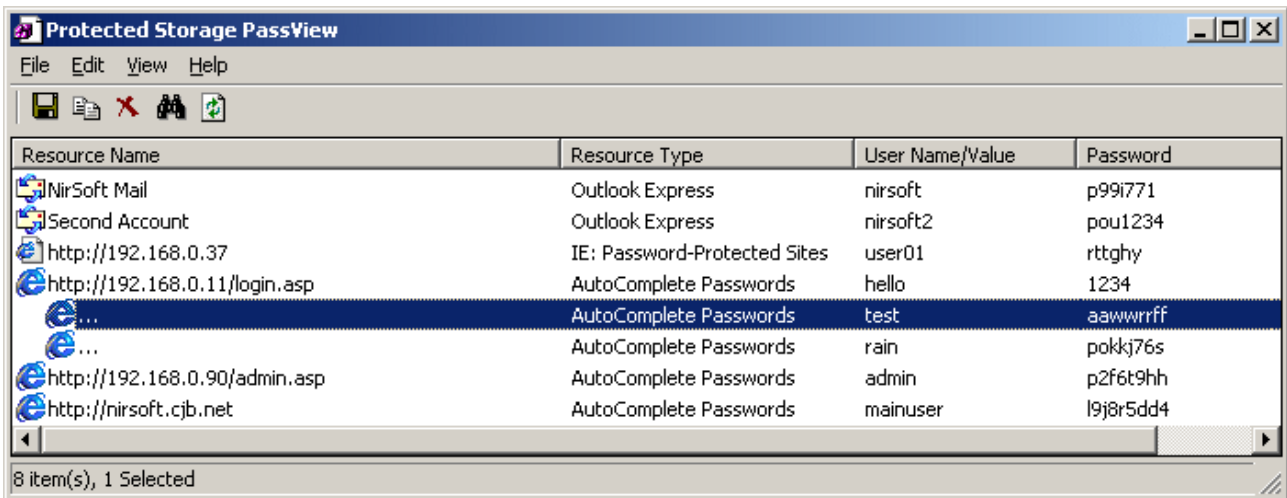 Protected Storage PassView
File Edit View Help
Resource Name Resource Type User Name/Value Password
NirSoft Mail Outlook Express nirsoft p99i771
Second Account Outlook Express nirsoft2 pou1234
http://192.168.0.37 IE: Password-Protected Sites user01 rttghy
http://192.168.0.11/login.asp AutoComplete Passwords hello 1234
... AutoComplete Passwords test aawwrrff
... AutoComplete Passwords rain pokkj76s
http://192.168.0.90/admin.asp AutoComplete Passwords admin p2f6t9hh
http://nirsoft.cjb.net AutoComplete Passwords mainuser l9j8r5dd4
8 item(s), 1 Selected